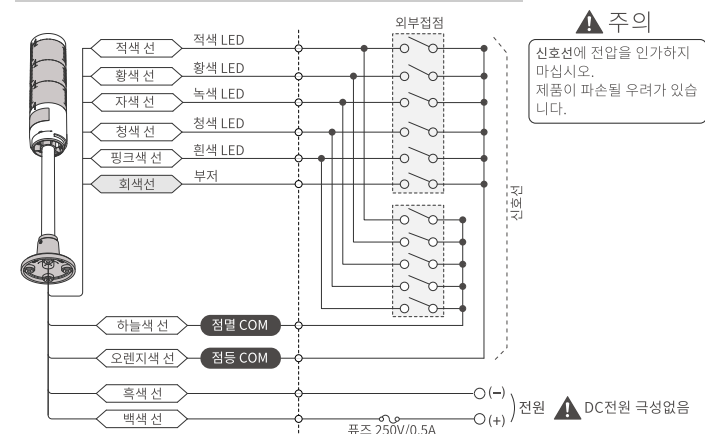 외부접점
주의
신호선에 전압을 인가하지
마십시오.
제품이 파손될 우려가 있습
니다.
적색 선 적색 LED
황색 선 황색 LED
자색 선 녹색 LED
청색 선 청색 LED
핑크색 선 흰색 LED
회색선 부저
신호선
하늘색 선 점멸 COM
오렌지색 선 점등 COM
흑색 선 (−)
전원 DC전원 극성없음
백색 선 (+)
퓨즈 250V/0.5A